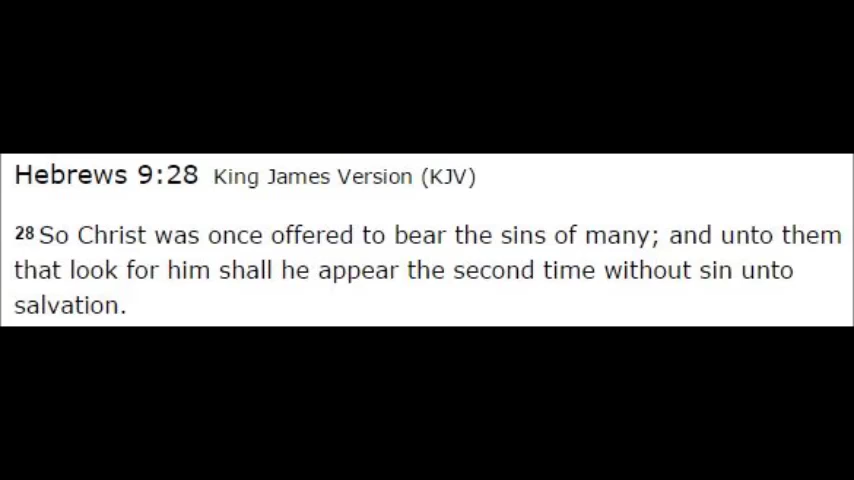 Hebrews 9:28 King James Version (KJV)
28 So Christ was once offered to bear the sins of many; and unto them
that look for him shall he appear the second time without sin unto
salvation.